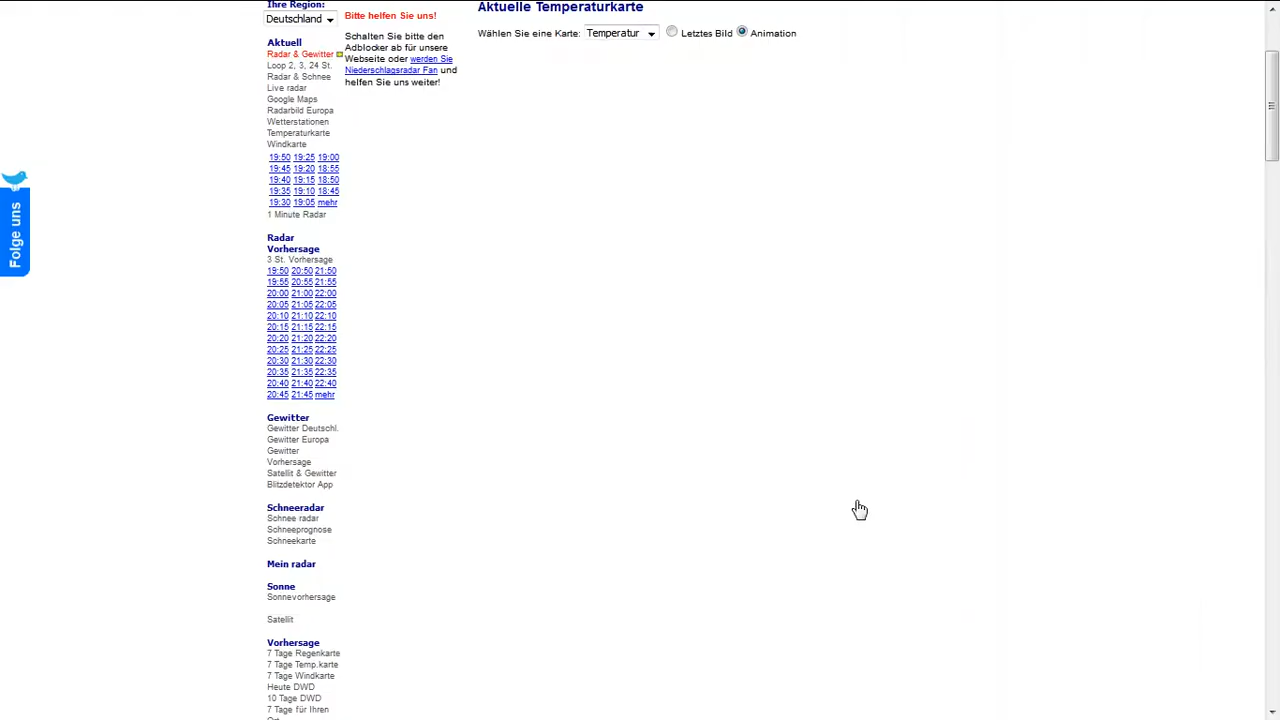 Ihre Region:
Deutschland
Aktuell
Radar & Gewitter
Loop 2, 3, 24 St.
Radar & Schnee
Live radar
Google Maps
Radarbild Europa
Wetterstationen
Temperaturkarte
Windkarte
19:50 19:25 19:00
19:45 19:20 18:55
19:40 19:15 18:50
19:35 19:10 18:45
19:30 19:05 mehr
1 Minute Radar
Radar
Vorhersage
3 St. Vorhersage
19:50 20:50 21:50
19:55 20:55 21:55
20:00 21:00 22:00
20:05 21:05 22:05
20:10 21:10 22:10
20:15 21:15 22:15
20:20 21:20 22:20
20:25 21:25 22:25
20:30 21:30 22:30
20:35 21:35 22:35
20:40 21:40 22:40
20:45 21:45 mehr
Gewitter
Gewitter Deutschl.
Gewitter Europa
Gewitter
Vorhersage
Satellit & Gewitter
Blitzdetektor App
Schneeradar
Schnee radar
Schneeprognose
Schneekarte
Mein radar
Sonne
Sonnevorhersage
Satellit
Vorhersage
7 Tage Regenkarte
7 Tage Temp.karte
7 Tage Windkarte
Heute DWD
10 Tage DWD
7 Tage für Ihren
Bitte helfen Sie uns!
Schalten Sie bitte den
Adblocker ab für unsere
Webseite oder werden Sie
Niederschlagsradar Fan und
helfen Sie uns weiter!
Aktuelle Temperaturkarte
Wählen Sie eine Karte: Temperatur Letztes Bild Animation
Folge uns